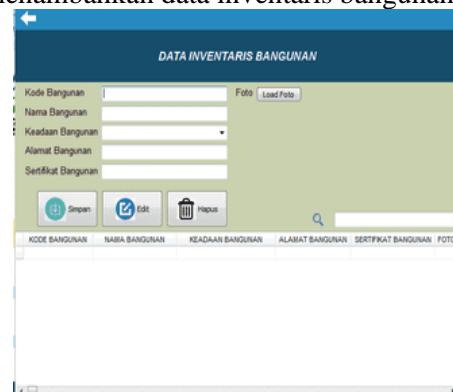 menambahkan data inventaris bangunan
DATA INVENTARIS BANGUNAN
Kode Bangunan
Foto Load Foto
Nama Bangunan
Keadaan Bangunan
Alamat Bangunan
Sertifikat Bangunan
Simpan Edit Hapus
KODE BANGUNAN NAMA BANGUNAN KEADAAN BANGUNAN ALAMAT BANGUNAN SERTIFIKAT BANGUNAN FOTO